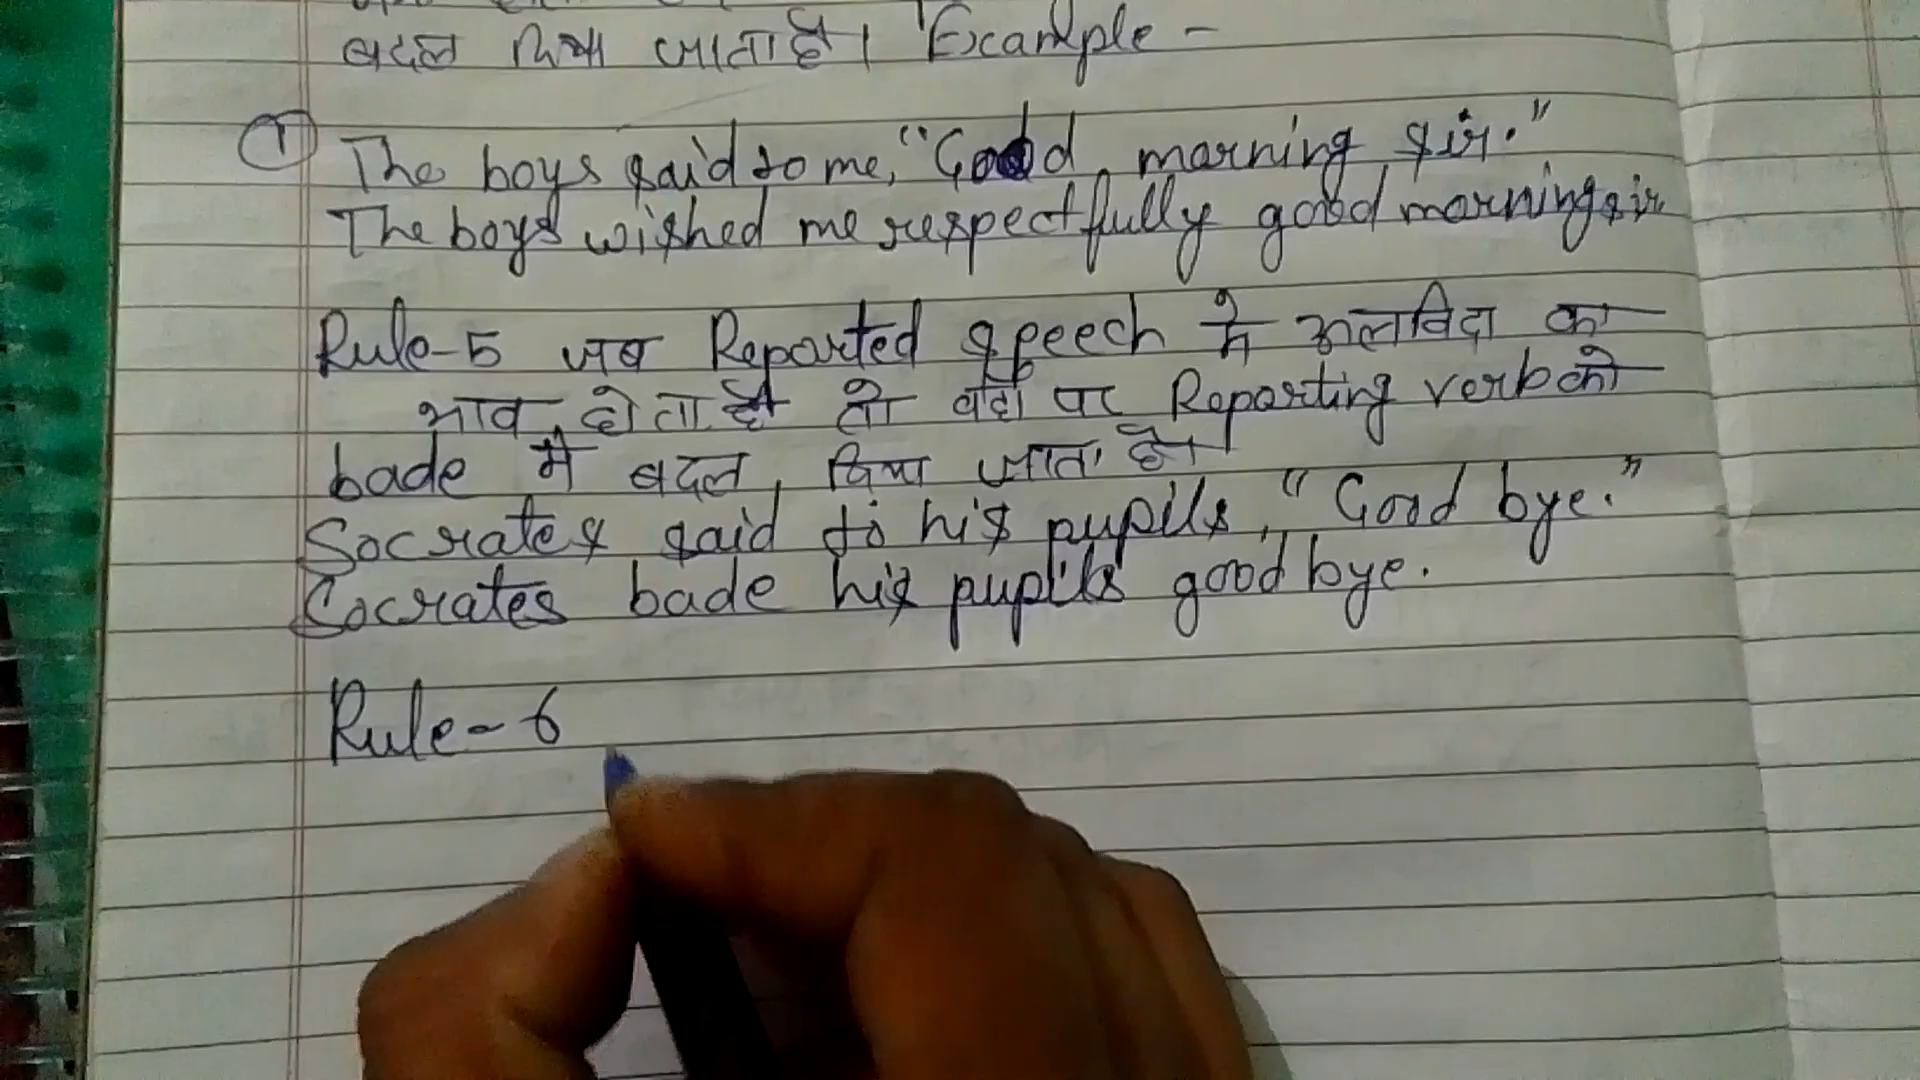 बदल दिया जाता है। Example -
① The boys said to me, "Good morning sir."
The boys wished me respectfully good morning sir
Rule-5 जब Reported speech मे अलविदा का
भाव होता है तो वहाँ पर Reporting verb को
bade मे बदल दिया जाता है।
Socrates said to his pupils, "Good bye."
Socrates bade his pupils good bye.
Rule-6